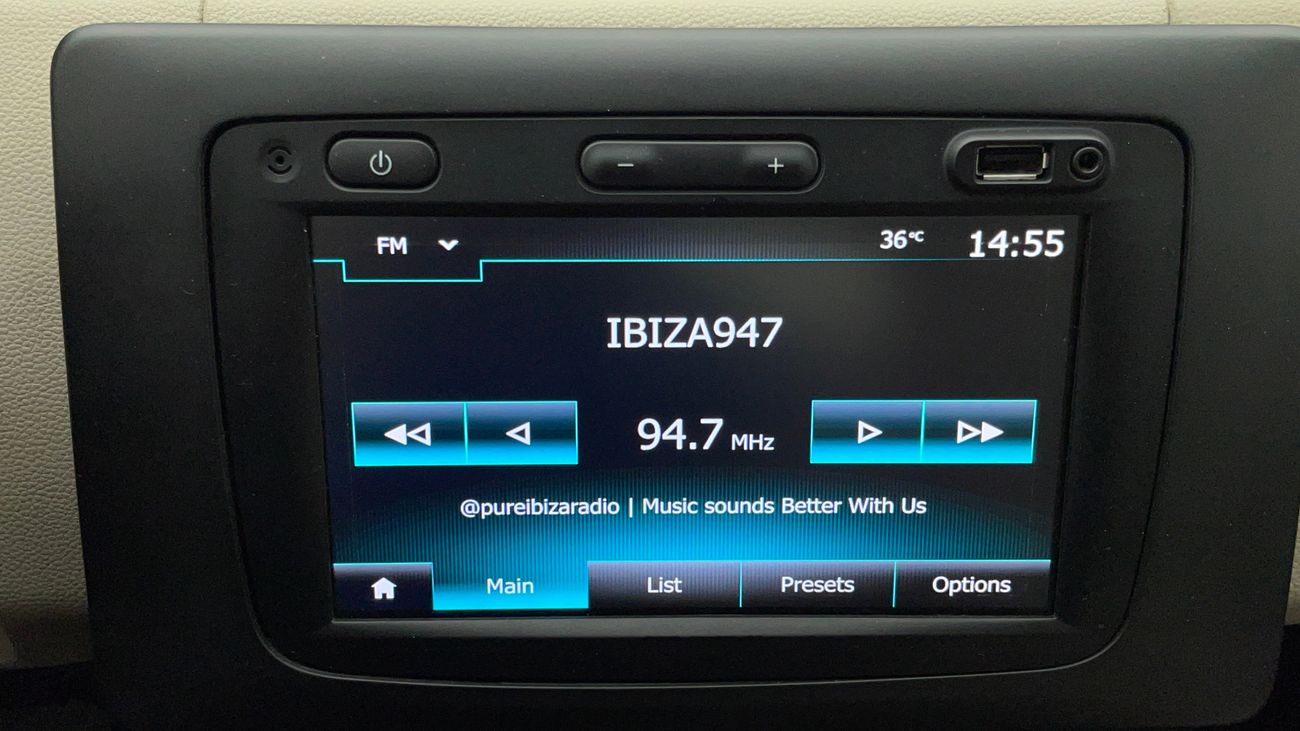 FM 36°C 14:55
IBIZA947
94.7 MHz
@pureibizaradio | Music sounds Better With Us
Main List Presets Options